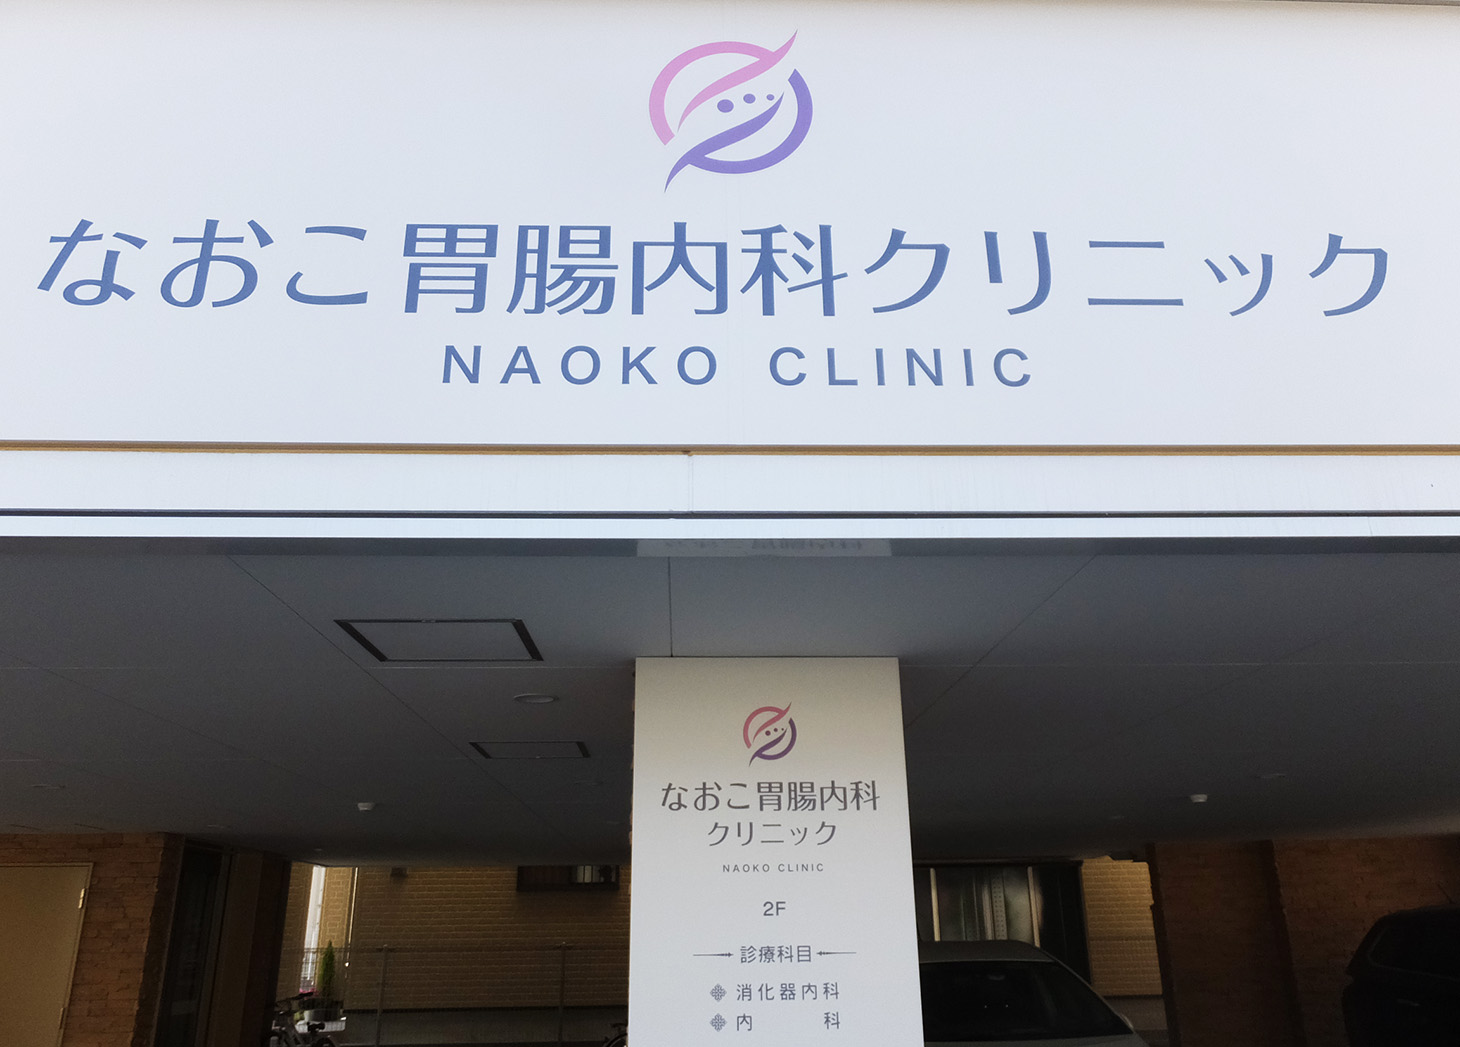 なおこ胃腸内科クリニック
NAOKO CLINIC
なおこ胃腸内科
クリニック
NAOKO CLINIC
2F
診療科目
消化器内科
内 科